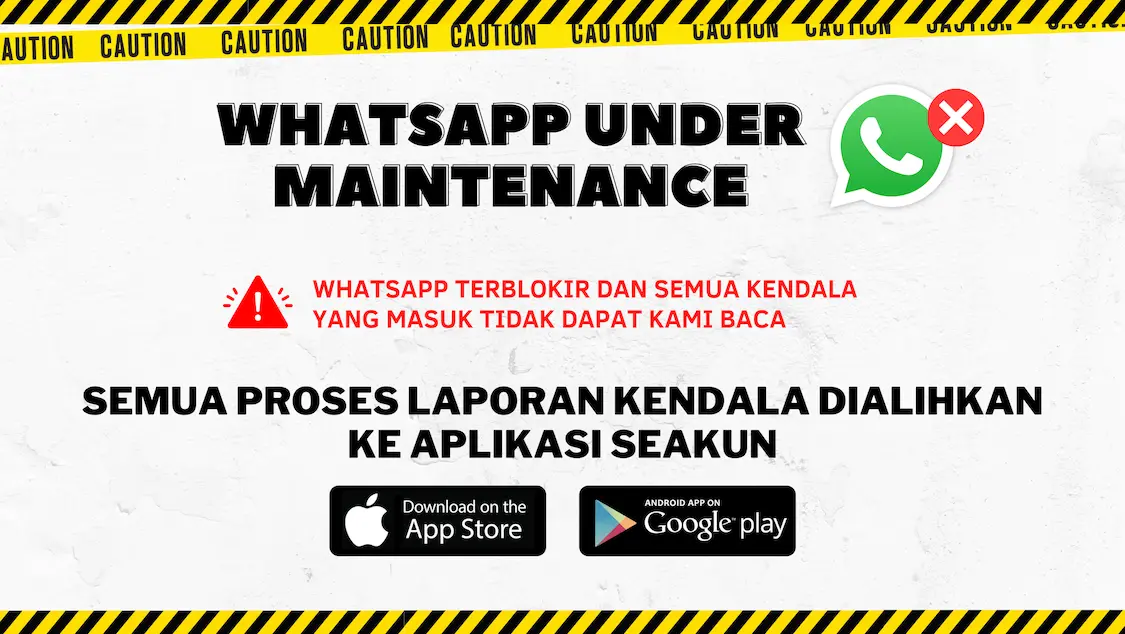 CAUTION CAUTION CAUTION CAUTION CAUTION CAUTION CAUTION CAUTION
WHATSAPP UNDER
MAINTENANCE
WHATSAPP TERBLOKIR DAN SEMUA KENDALA
YANG MASUK TIDAK DAPAT KAMI BACA
SEMUA PROSES LAPORAN KENDALA DIALIHKAN
KE APLIKASI SEAKUN
Download on the
App Store
ANDROID APP ON
Google play